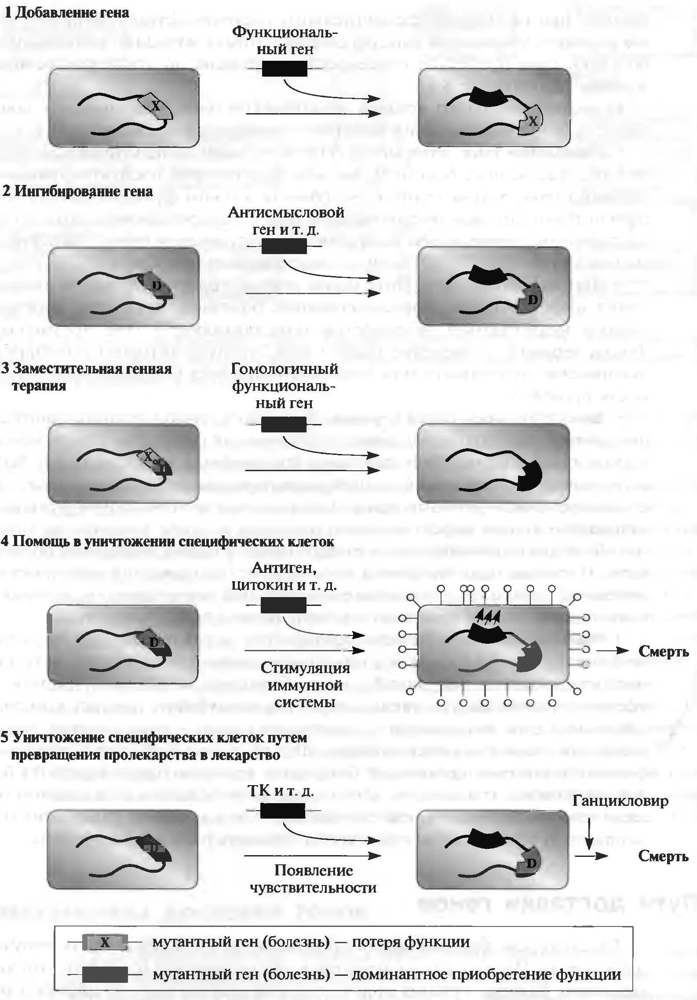 1 Добавление гена
Функциональ-
ный ген
X
X
2 Ингибирование гена
Антисмысловой
ген и т. д.
D
D
3 Заместительная генная
терапия
Гомологичный
функциональ-
ный ген
X
4 Помощь в уничтожении специфических клеток
Антиген,
цитокин и т. д.
D
Стимуляция
иммунной
системы
Смерть
5 Уничтожение специфических клеток путем
превращения пролекарства в лекарство
ТК и т. д.
Ганцикловир
D
D
Смерть
Появление
чувствительности
X мутантный ген (болезнь) — потеря функции
мутантный ген (болезнь) — доминантное приобретение функции